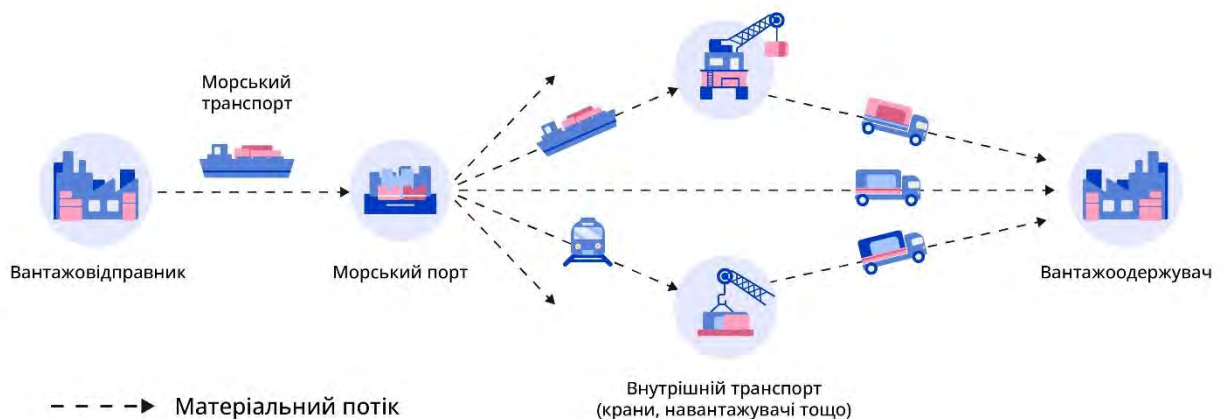 Морський
транспорт
Вантажовідправник
Морський порт
Вантажоодержувач
Внутрішній транспорт
(крани, навантажувачі тощо)
Матеріальний потік